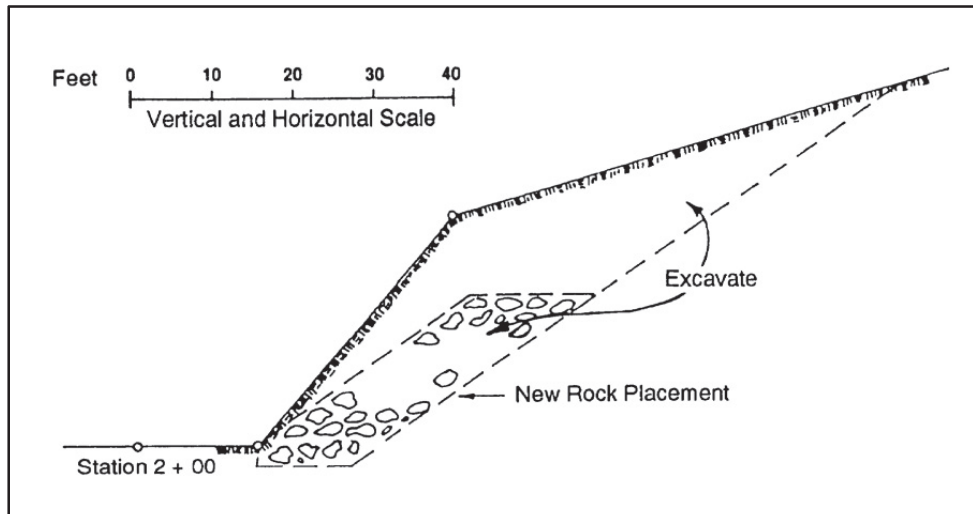 Feet 0 10 20 30 40
Vertical and Horizontal Scale
Excavate
New Rock Placement
Station 2 + 00